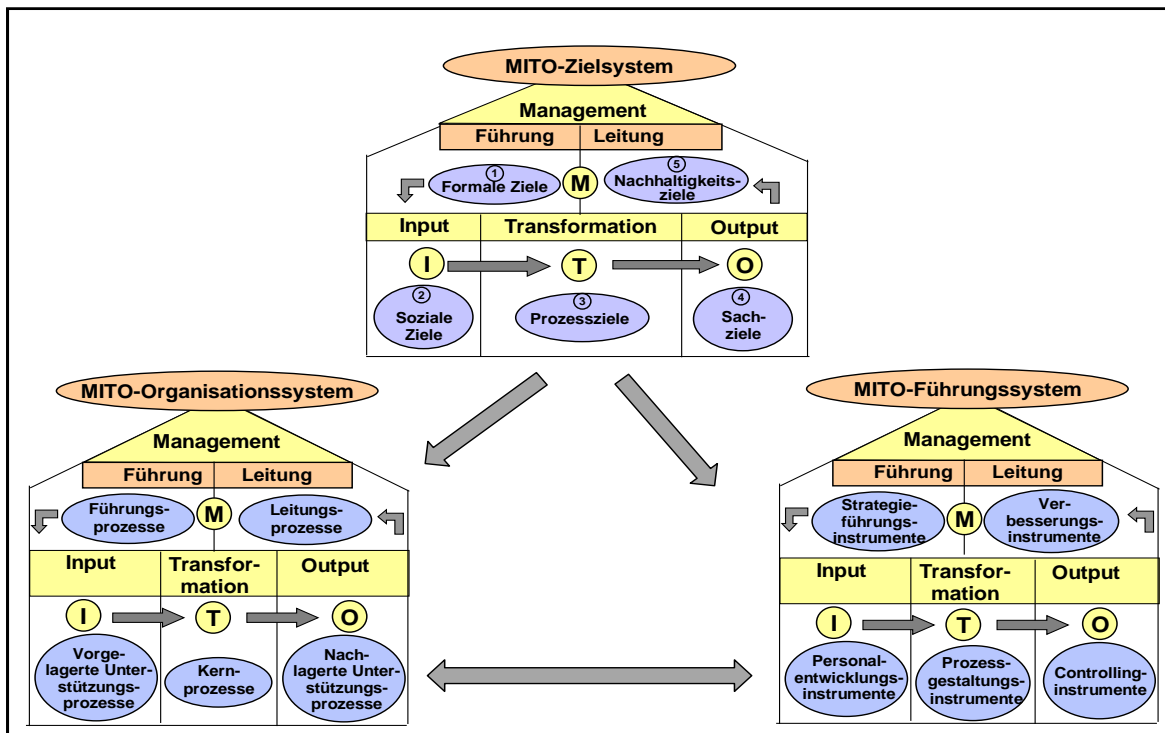 MITO-Zielsystem
Management
Führung Leitung
1
Formale Ziele
M
5
Nachhaltigkeits-
ziele
Input Transformation Output
I T O
2
Soziale
Ziele
3
Prozessziele
4
Sach-
ziele
MITO-Organisationssystem
Management
Führung Leitung
Führungs-
prozesse
M
Leitungs-
prozesse
Input Transfor-
mation Output
I T O
Vorge-
lagerte Unter-
stützungs-
prozesse
Kern-
prozesse
Nach-
lagerte Unter-
stützungs-
prozesse
MITO-Führungssystem
Management
Führung Leitung
Strategie-
führungs-
instrumente
M
Ver-
besserungs-
instrumente
Input Transfor-
mation Output
I T O
Personal-
entwicklungs-
instrumente
Prozess-
gestaltungs-
instrumente
Controlling-
instrumente